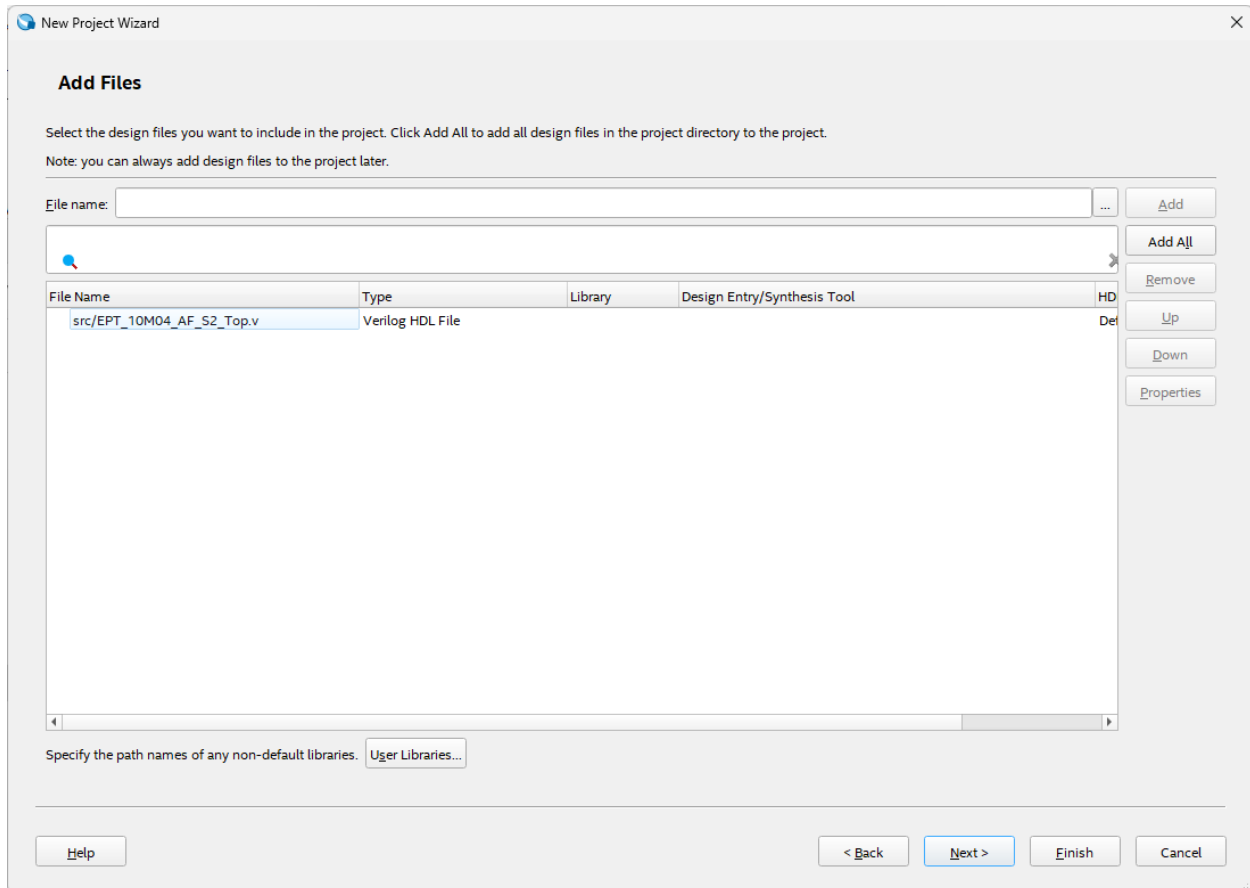 New Project Wizard
Add Files
Select the design files you want to include in the project. Click Add All to add all design files in the project directory to the project.
Note: you can always add design files to the project later.
File name: ... Add
Add All
Remove
File Name Type Library Design Entry/Synthesis Tool HD
src/EPT_10M04_AF_S2_Top.v Verilog HDL File Def Up
Down
Properties
Specify the path names of any non-default libraries. User Libraries...
Help < Back Next > Finish Cancel